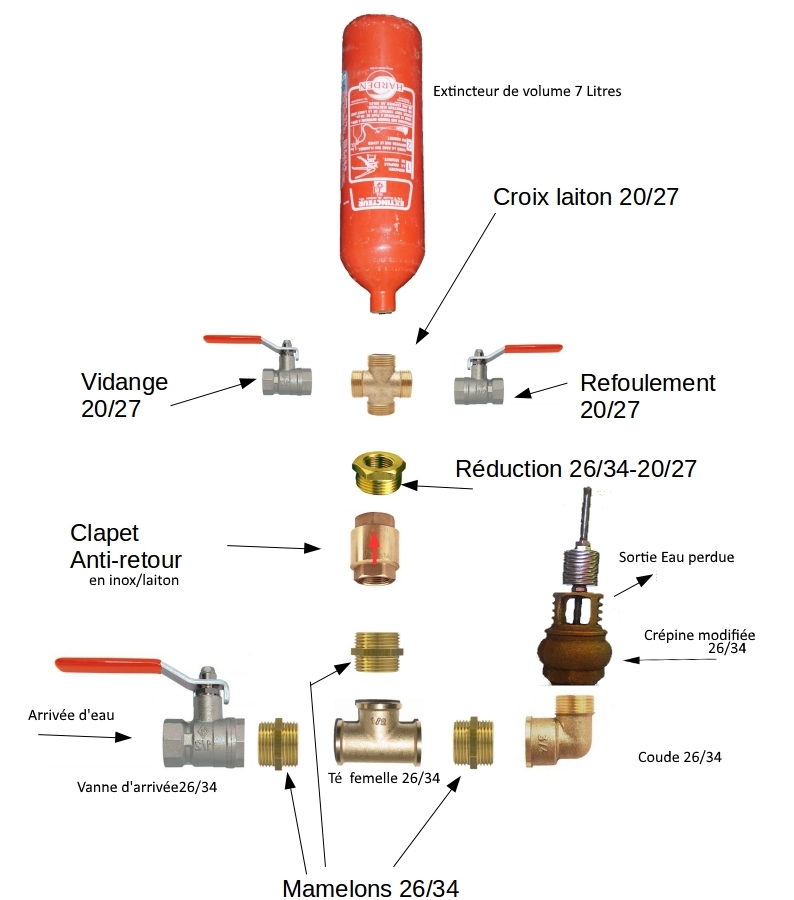 HARDEN
EXTINCTEUR
Extincteur de volume 7 Litres
Croix laiton 20/27
Vidange
20/27
Refoulement
20/27
Réduction 26/34-20/27
Clapet
Anti-retour
en inox/laiton
Sortie Eau perdue
Crépine modifiée
26/34
Arrivée d'eau
Vanne d'arrivée26/34
Té femelle 26/34
Coude 26/34
Mamelons 26/34